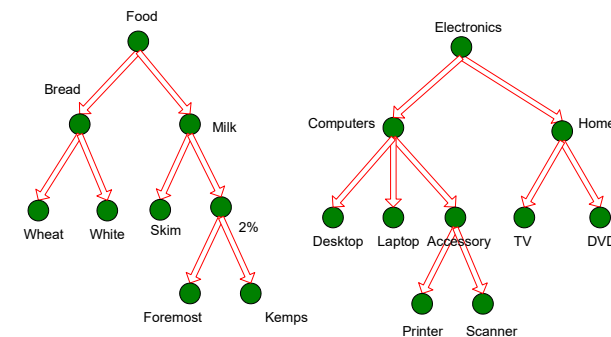 Food
Electronics
Bread
Milk
Computers
Home
Wheat
White
Skim
2%
Desktop
Laptop
Accessory
TV
DVD
Foremost
Kemps
Printer
Scanner